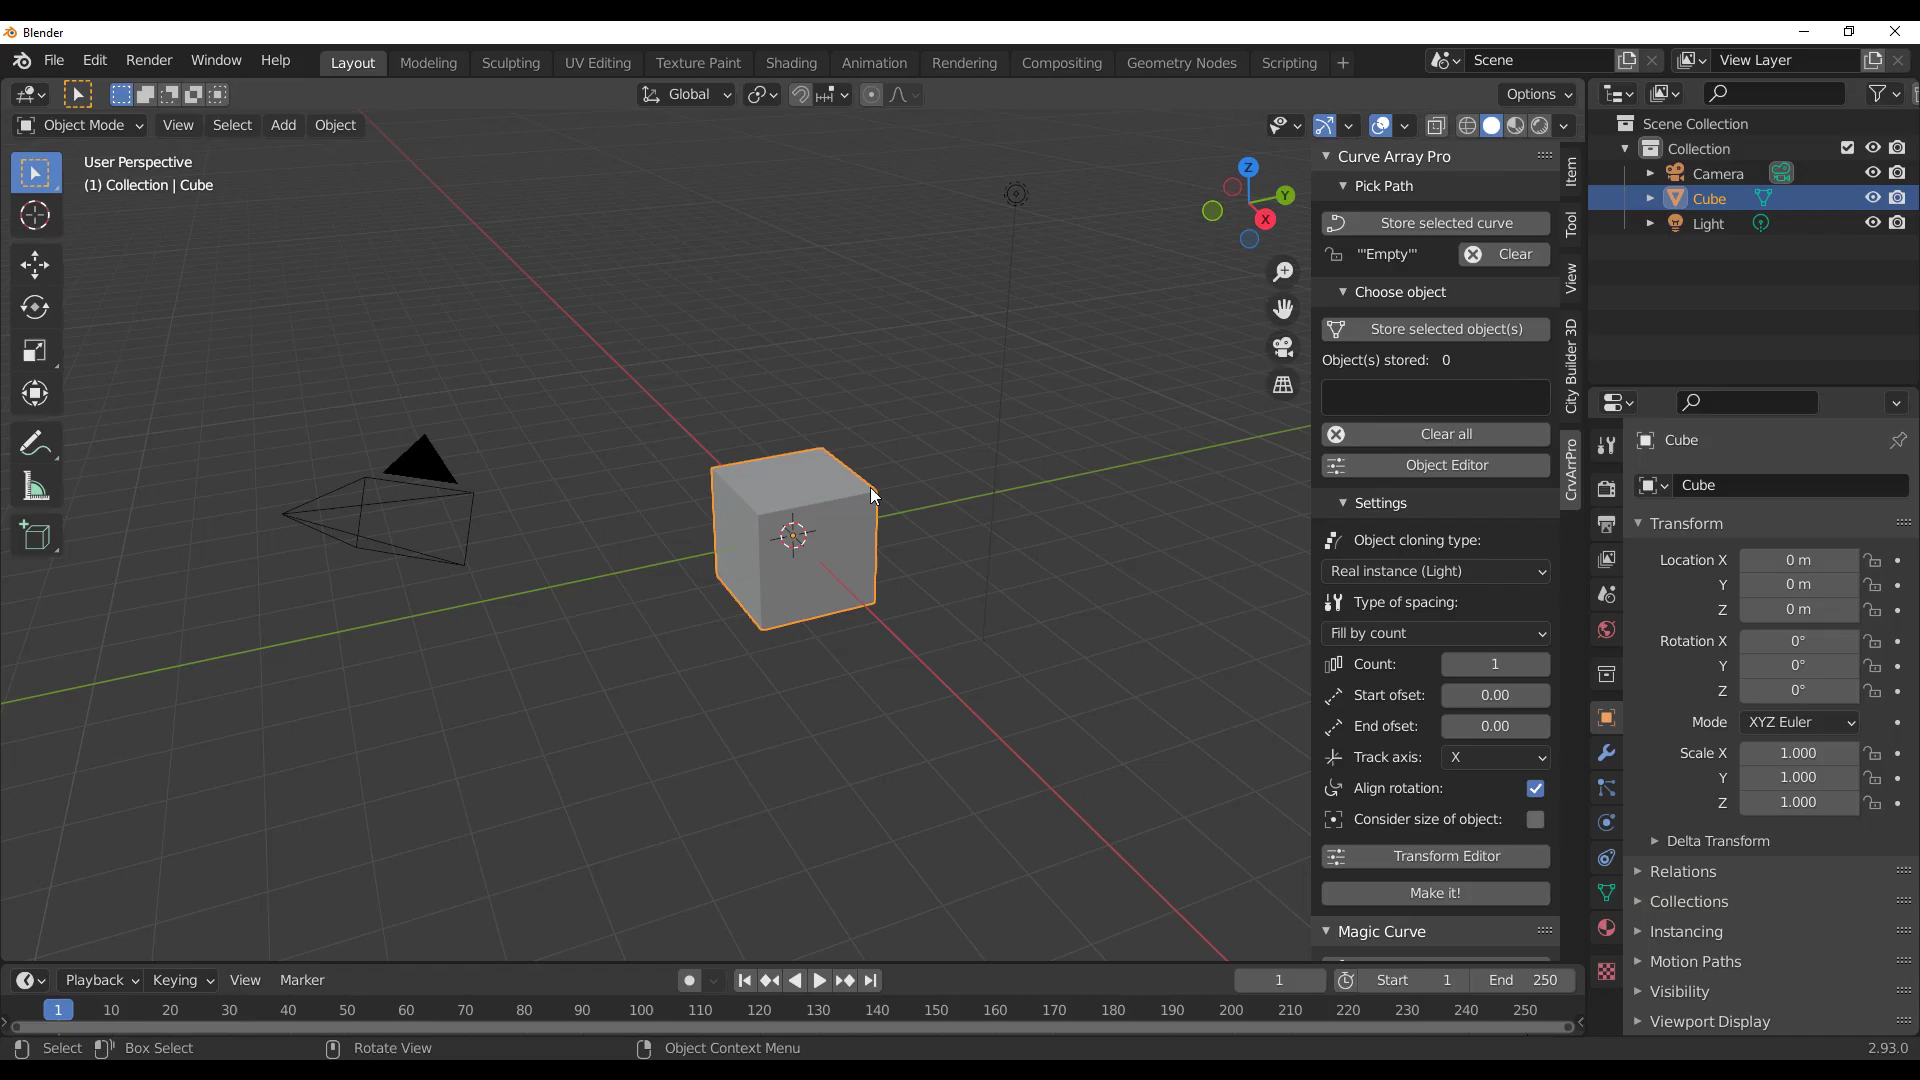 Blender
File Edit Render Window Help Layout Modeling Sculpting UV Editing Texture Paint Shading Animation Rendering Compositing Geometry Nodes Scripting + Scene View Layer
Global Options
Object Mode View Select Add Object
User Perspective
(1) Collection | Cube
Z
Y
X
Curve Array Pro
Pick Path
Store selected curve
'"Empty"' Clear
Choose object
Store selected object(s)
Object(s) stored: 0
Clear all
Object Editor
Settings
Object cloning type:
Real instance (Light)
Type of spacing:
Fill by count
Count: 1
Start ofset: 0.00
End ofset: 0.00
Track axis: X
Align rotation:
Consider size of object:
Transform Editor
Make it!
Magic Curve
Item
Tool
View
City Builder 3D
CrvArrPro
Scene Collection
Collection
Camera
Cube
Light
Cube
Cube
Transform
Location X 0 m
Y 0 m
Z 0 m
Rotation X 0°
Y 0°
Z 0°
Mode XYZ Euler
Scale X 1.000
Y 1.000
Z 1.000
Delta Transform
Relations
Collections
Instancing
Motion Paths
Visibility
Viewport Display
Playback Keying View Marker 1 Start 1 End 250
1 10 20 30 40 50 60 70 80 90 100 110 120 130 140 150 160 170 180 190 200 210 220 230 240 250
Select Box Select Rotate View Object Context Menu 2.93.0